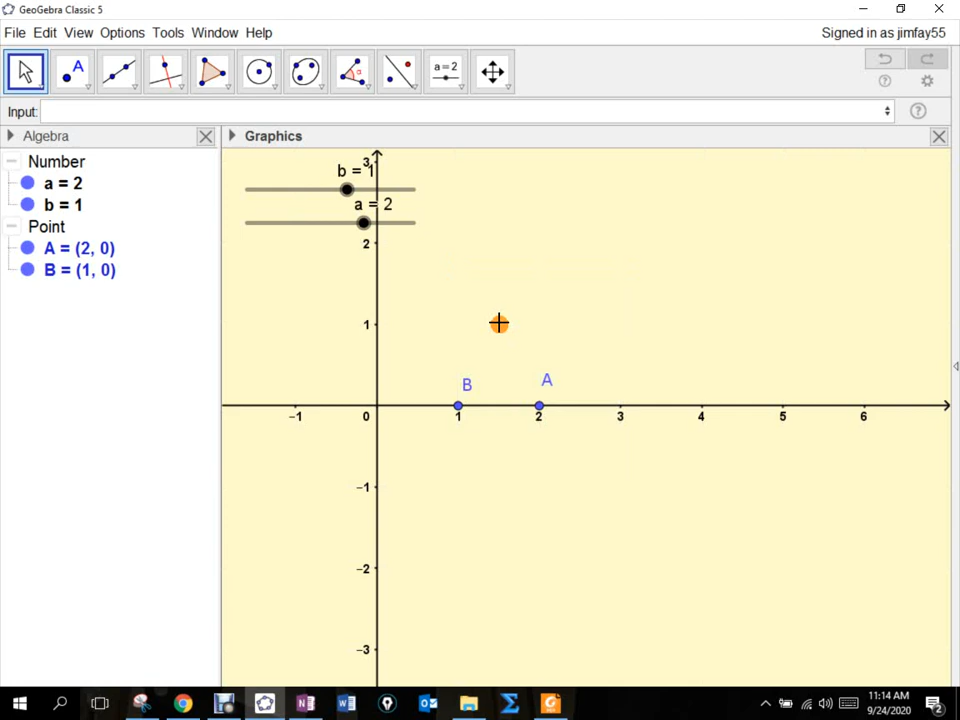 GeoGebra Classic 5
File Edit View Options Tools Window Help
Signed in as jimfay55
A
α
a=2
Input:
Algebra
Graphics
Number
a = 2
b = 1
Point
A = (2, 0)
B = (1, 0)
b = 1
a = 2
3
2
1
B
A
−1 0 1 2 3 4 5 6
−1
−2
−3
11:14 AM
9/24/2020
2